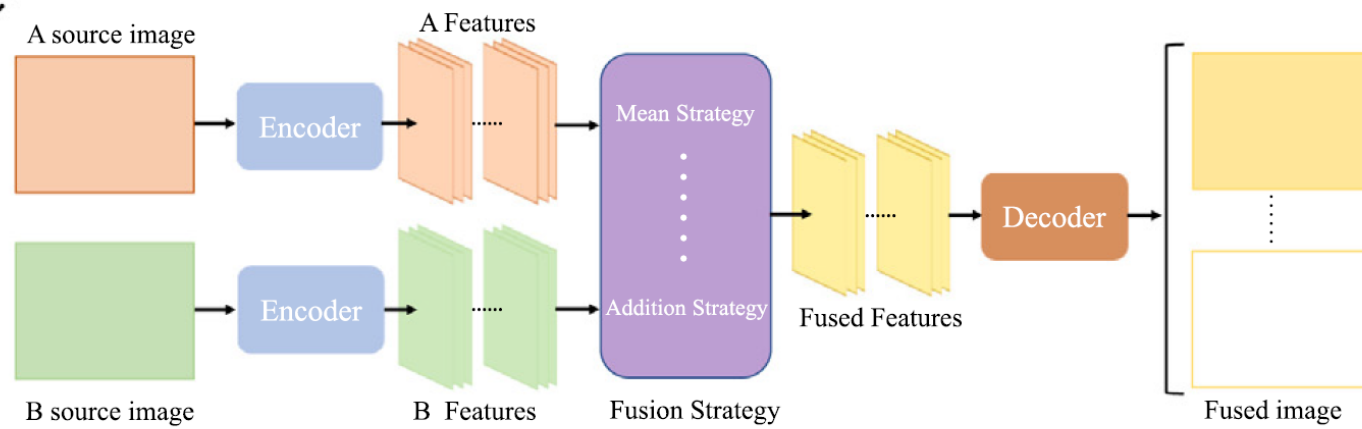 A source image
A Features
Encoder
Mean Strategy
Fused Features
Decoder
Encoder
Addition Strategy
B source image
B Features
Fusion Strategy
Fused image